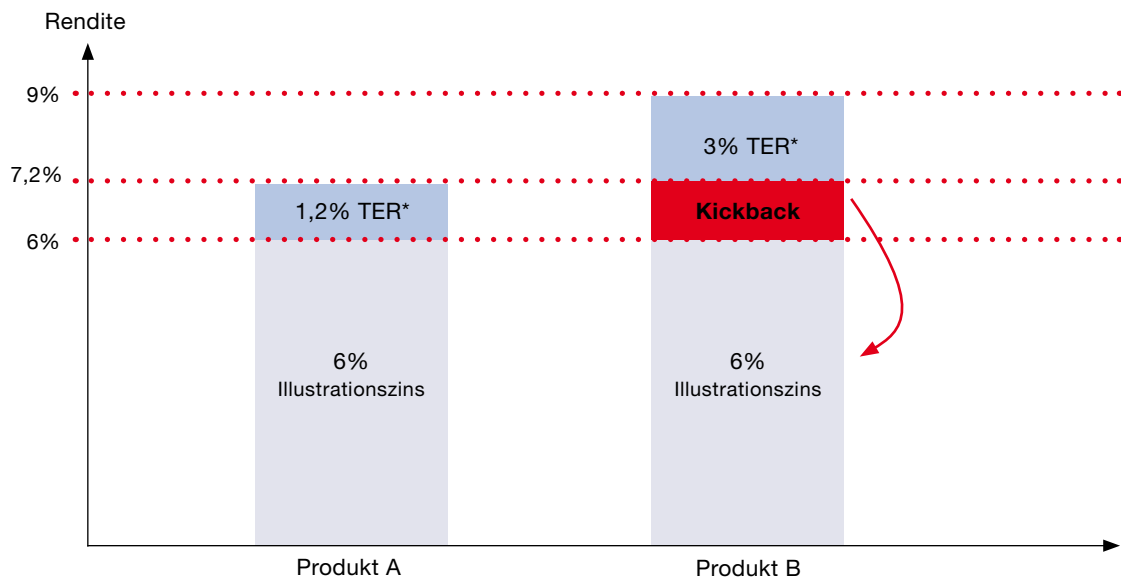 Rendite
9%
7,2%
6%
1,2% TER*
3% TER*
Kickback
6%
Illustrationszins
6%
Illustrationszins
Produkt A
Produkt B